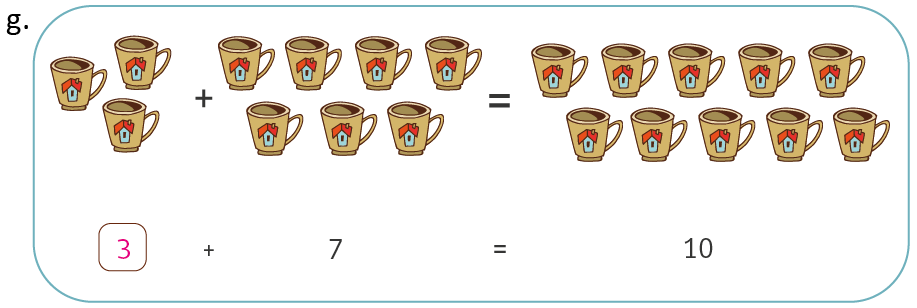 g.
+ =
3 + 7 = 10